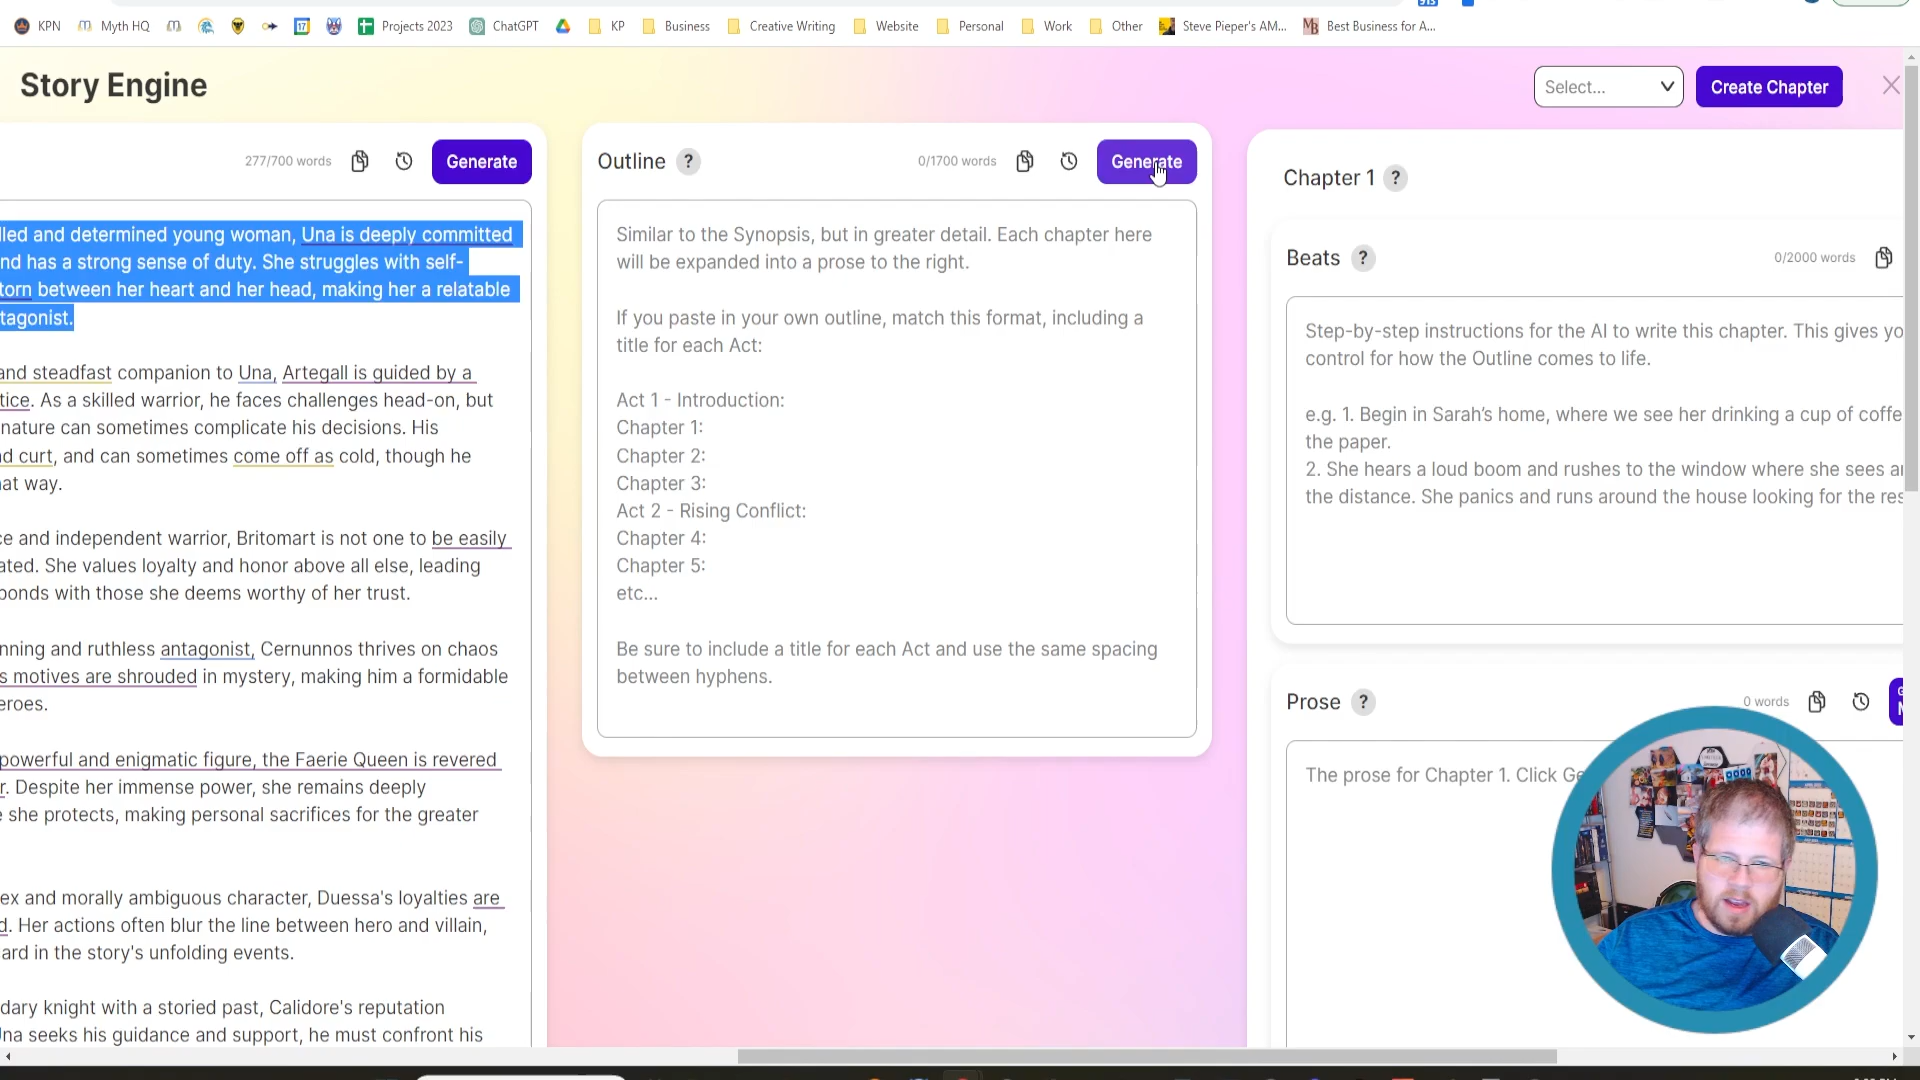 KPN Myth HQ Projects 2023 ChatGPT KP Business Creative Writing Website Personal Work Other Steve Pieper's AM... Best Business for A...
Story Engine
Select... Create Chapter
277/700 words Generate
led and determined young woman, Una is deeply committed
nd has a strong sense of duty. She struggles with self-
torn between her heart and her head, making her a relatable
tagonist.
and steadfast companion to Una, Artegall is guided by a
tice. As a skilled warrior, he faces challenges head-on, but
nature can sometimes complicate his decisions. His
d curt, and can sometimes come off as cold, though he
at way.
ce and independent warrior, Britomart is not one to be easily
ated. She values loyalty and honor above all else, leading
bonds with those she deems worthy of her trust.
nning and ruthless antagonist, Cernunnos thrives on chaos
s motives are shrouded in mystery, making him a formidable
eroes.
powerful and enigmatic figure, the Faerie Queen is revered
r. Despite her immense power, she remains deeply
e she protects, making personal sacrifices for the greater
ex and morally ambiguous character, Duessa's loyalties are
d. Her actions often blur the line between hero and villain,
ard in the story's unfolding events.
dary knight with a storied past, Calidore's reputation
Una seeks his guidance and support, he must confront his
Outline ? 0/1700 words Generate
Similar to the Synopsis, but in greater detail. Each chapter here
will be expanded into a prose to the right.
If you paste in your own outline, match this format, including a
title for each Act:
Act 1 - Introduction:
Chapter 1:
Chapter 2:
Chapter 3:
Act 2 - Rising Conflict:
Chapter 4:
Chapter 5:
etc...
Be sure to include a title for each Act and use the same spacing
between hyphens.
Chapter 1 ?
Beats ? 0/2000 words
Step-by-step instructions for the AI to write this chapter. This gives yo
control for how the Outline comes to life.
e.g. 1. Begin in Sarah's home, where we see her drinking a cup of coffe
the paper.
2. She hears a loud boom and rushes to the window where she sees a
the distance. She panics and runs around the house looking for the res
Prose ? 0 words
The prose for Chapter 1. Click Ge